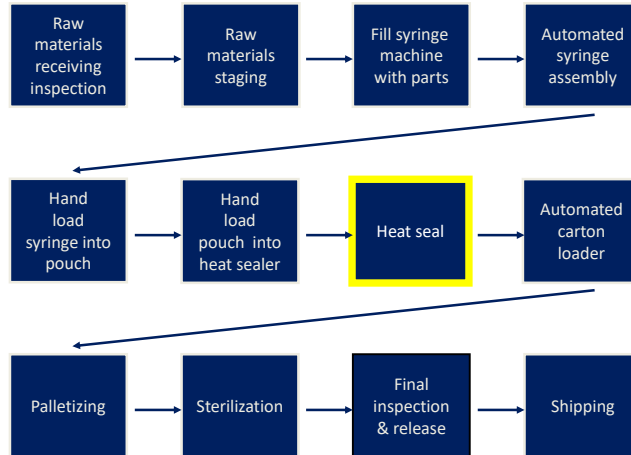 Raw
materials
receiving
inspection
Raw
materials
staging
Fill syringe
machine
with parts
Automated
syringe
assembly
Hand
load
syringe into
pouch
Hand
load
pouch into
heat sealer
Heat seal
Automated
carton
loader
Palletizing
Sterilization
Final
inspection
& release
Shipping